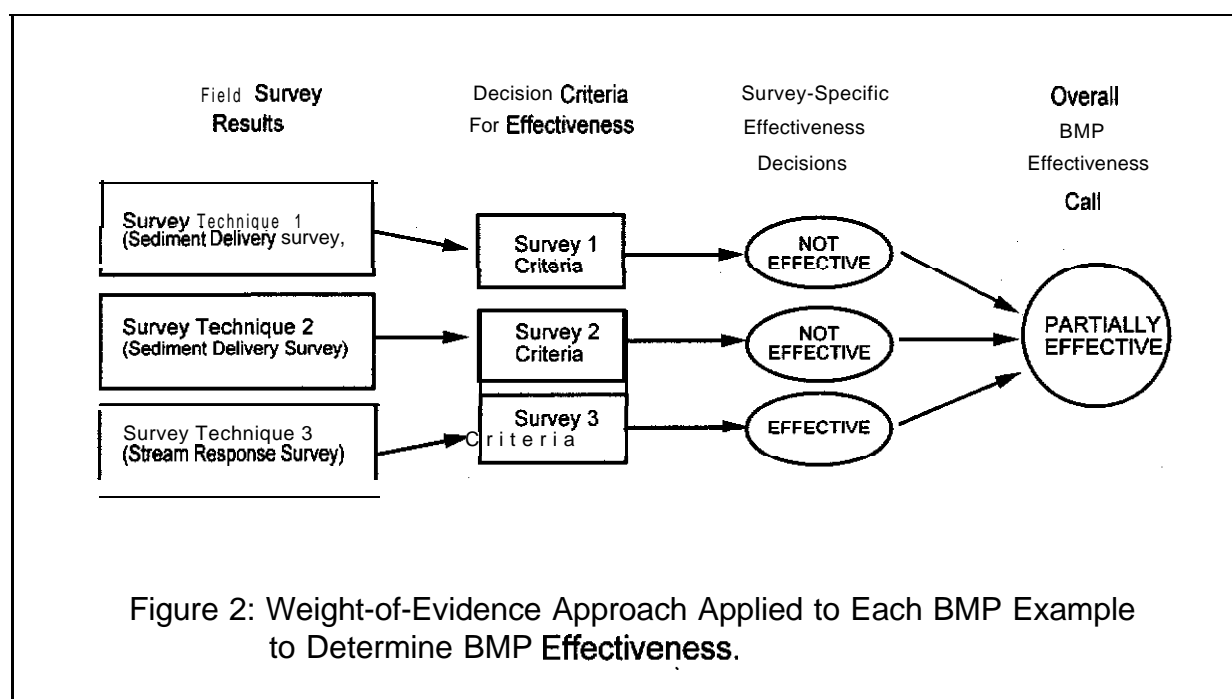 Field Survey
Results
Decision Criteria
For Effectiveness
Survey-Specific
Effectiveness
Decisions
Overall
BMP
Effectiveness
Call
Survey Technique 1
(Sediment Delivery survey,
Survey 1
Criteria
NOT
EFFECTIVE
Survey Technique 2
(Sediment Delivery Survey)
Survey 2
Criteria
NOT
EFFECTIVE
Survey Technique 3
(Stream Response Survey)
Survey 3
Criteria
EFFECTIVE
PARTIALLY
EFFECTIVE
Figure 2: Weight-of-Evidence Approach Applied to Each BMP Example
to Determine BMP Effectiveness.